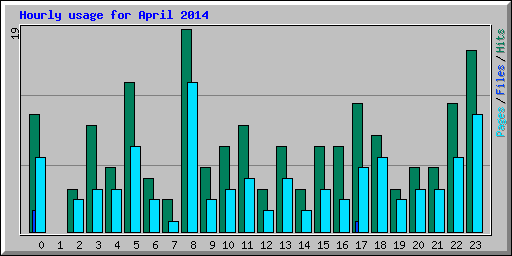 Hourly usage for April 2014
19
Pages / Files / Hits
0 1 2 3 4 5 6 7 8 9 10 11 12 13 14 15 16 17 18 19 20 21 22 23